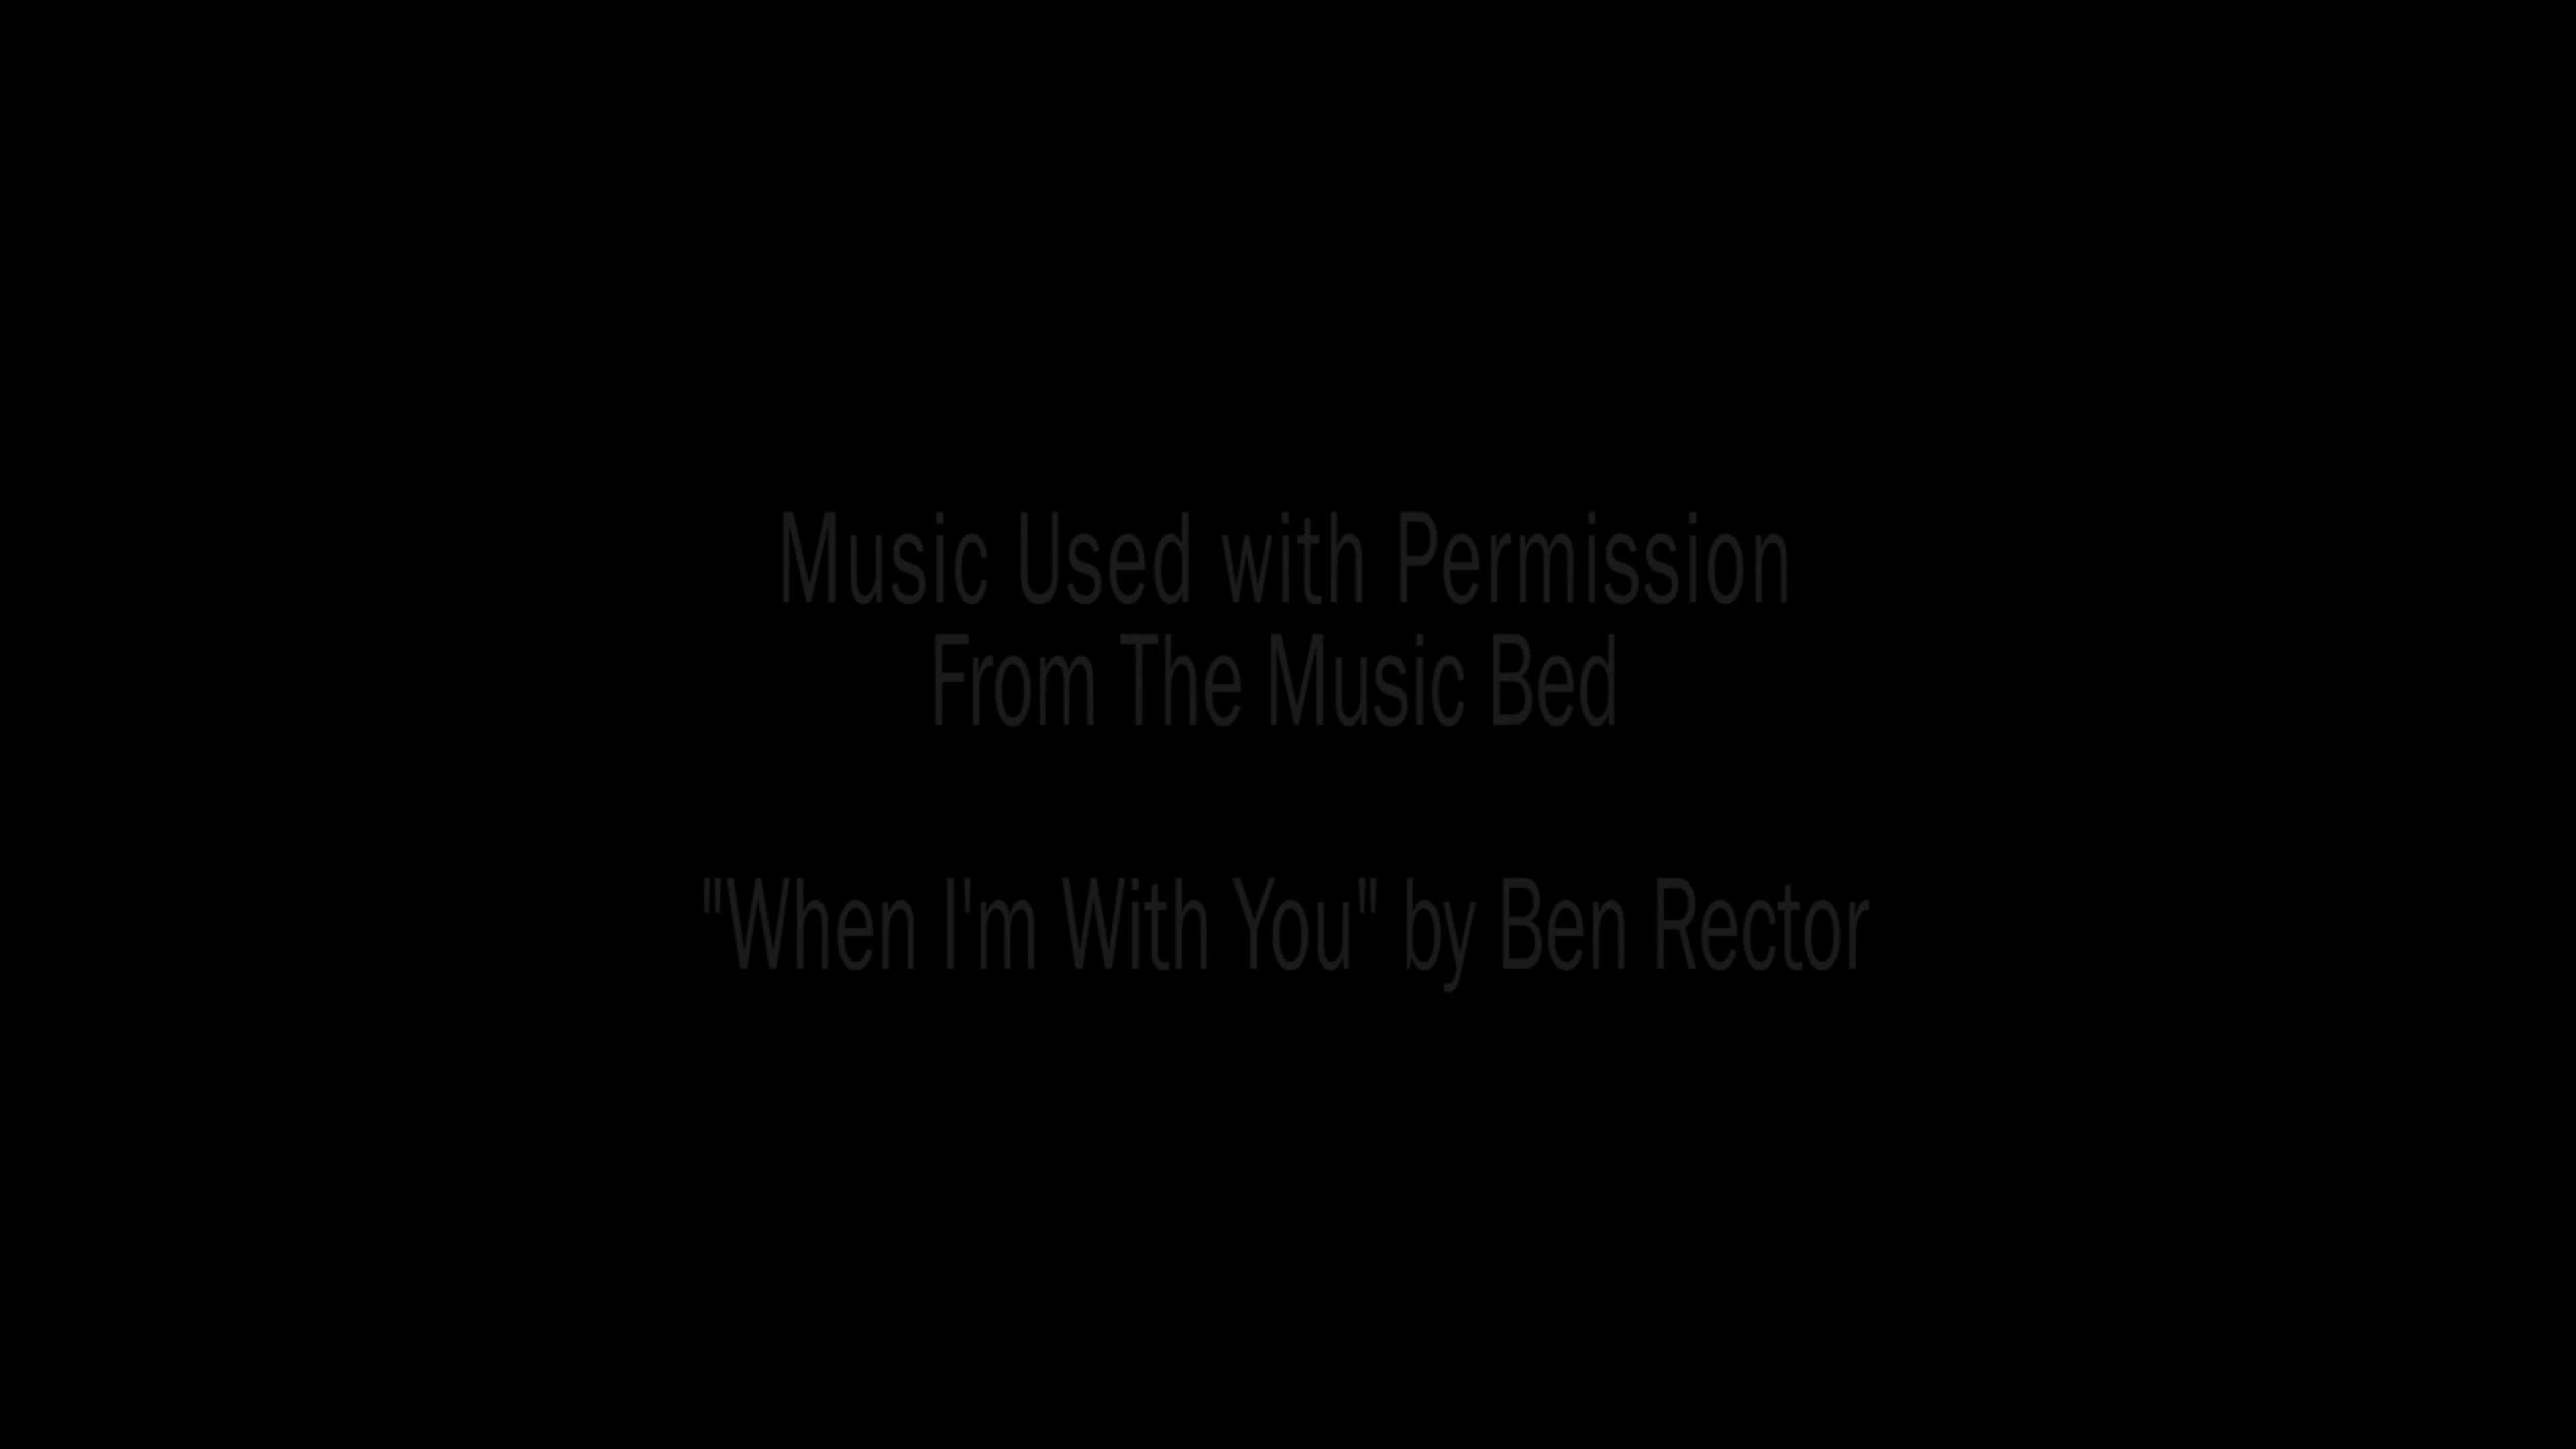 Music Used with Permission
From The Music Bed
"When I'm With You" by Ben Rector